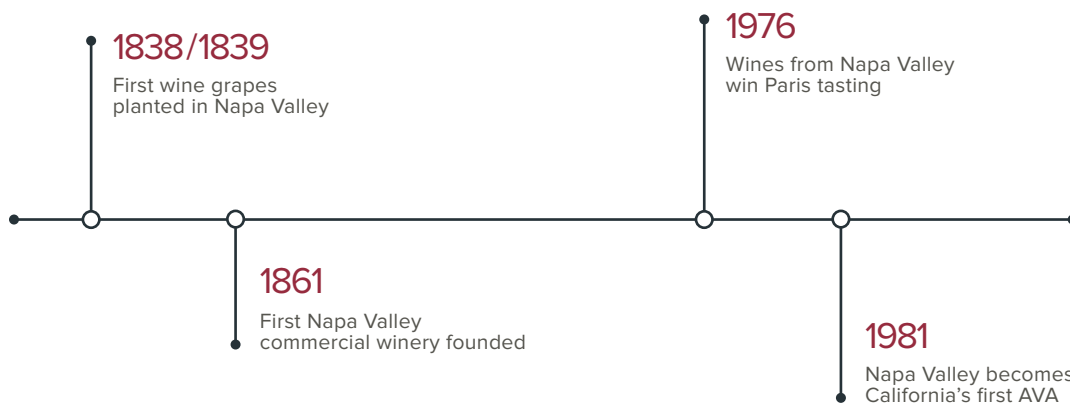 1838/1839
First wine grapes
planted in Napa Valley
1861
First Napa Valley
commercial winery founded
1976
Wines from Napa Valley
win Paris tasting
1981
Napa Valley becomes
California’s first AVA